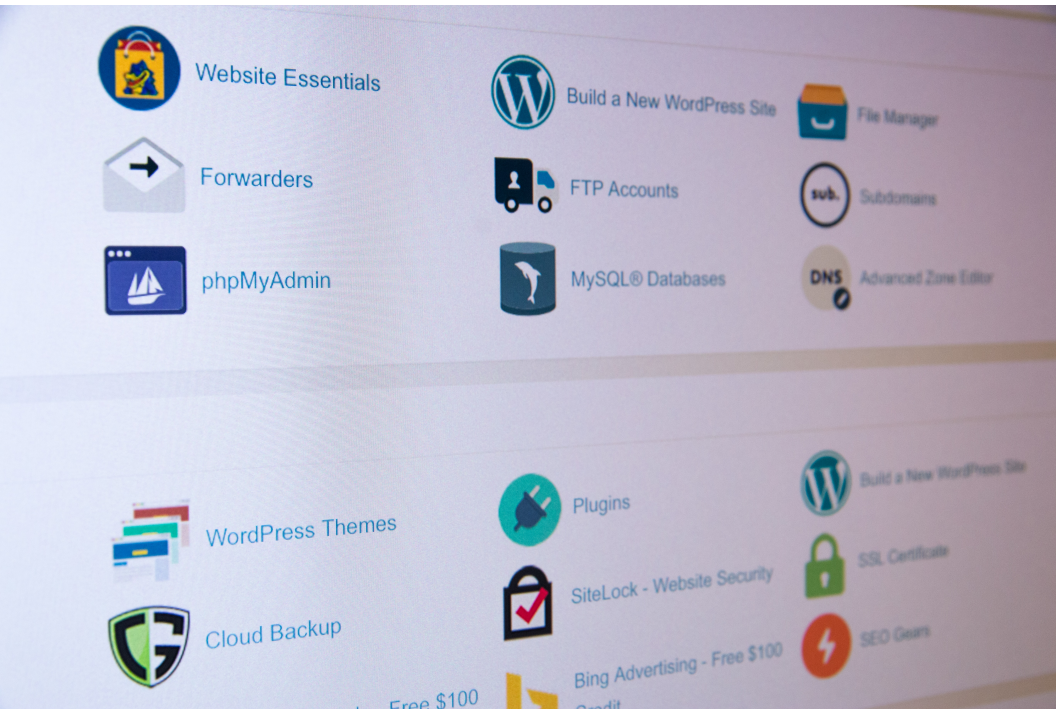 Website Essentials
Build a New WordPress Site
File Manager
Forwarders
FTP Accounts
sub.
Subdomains
phpMyAdmin
MySQL® Databases
DNS
Advanced Zone Editor
WordPress Themes
Plugins
Build a New WordPress Site
Cloud Backup
SiteLock - Website Security
SSL Certificate
SEO Gears
- Free $100
Bing Advertising - Free $100
Credit